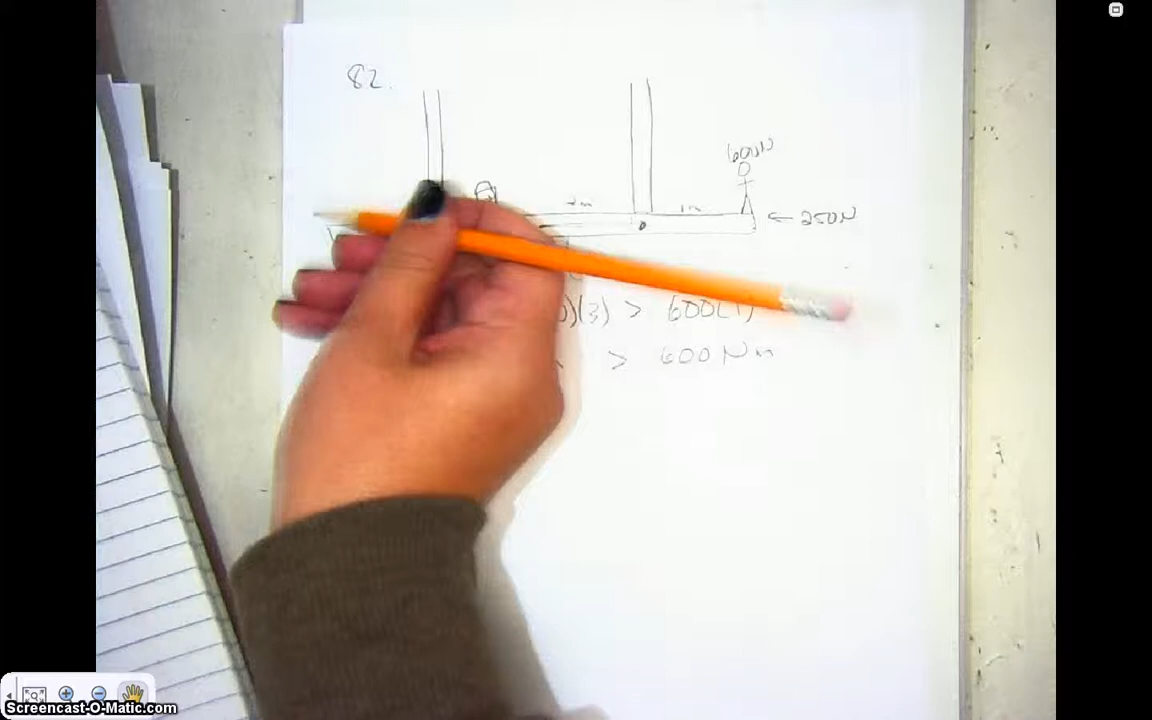 82.
600N
2m
1m
← 250N
)(3) > 600(1)
> 600 Nm
Screencast-O-Matic.com